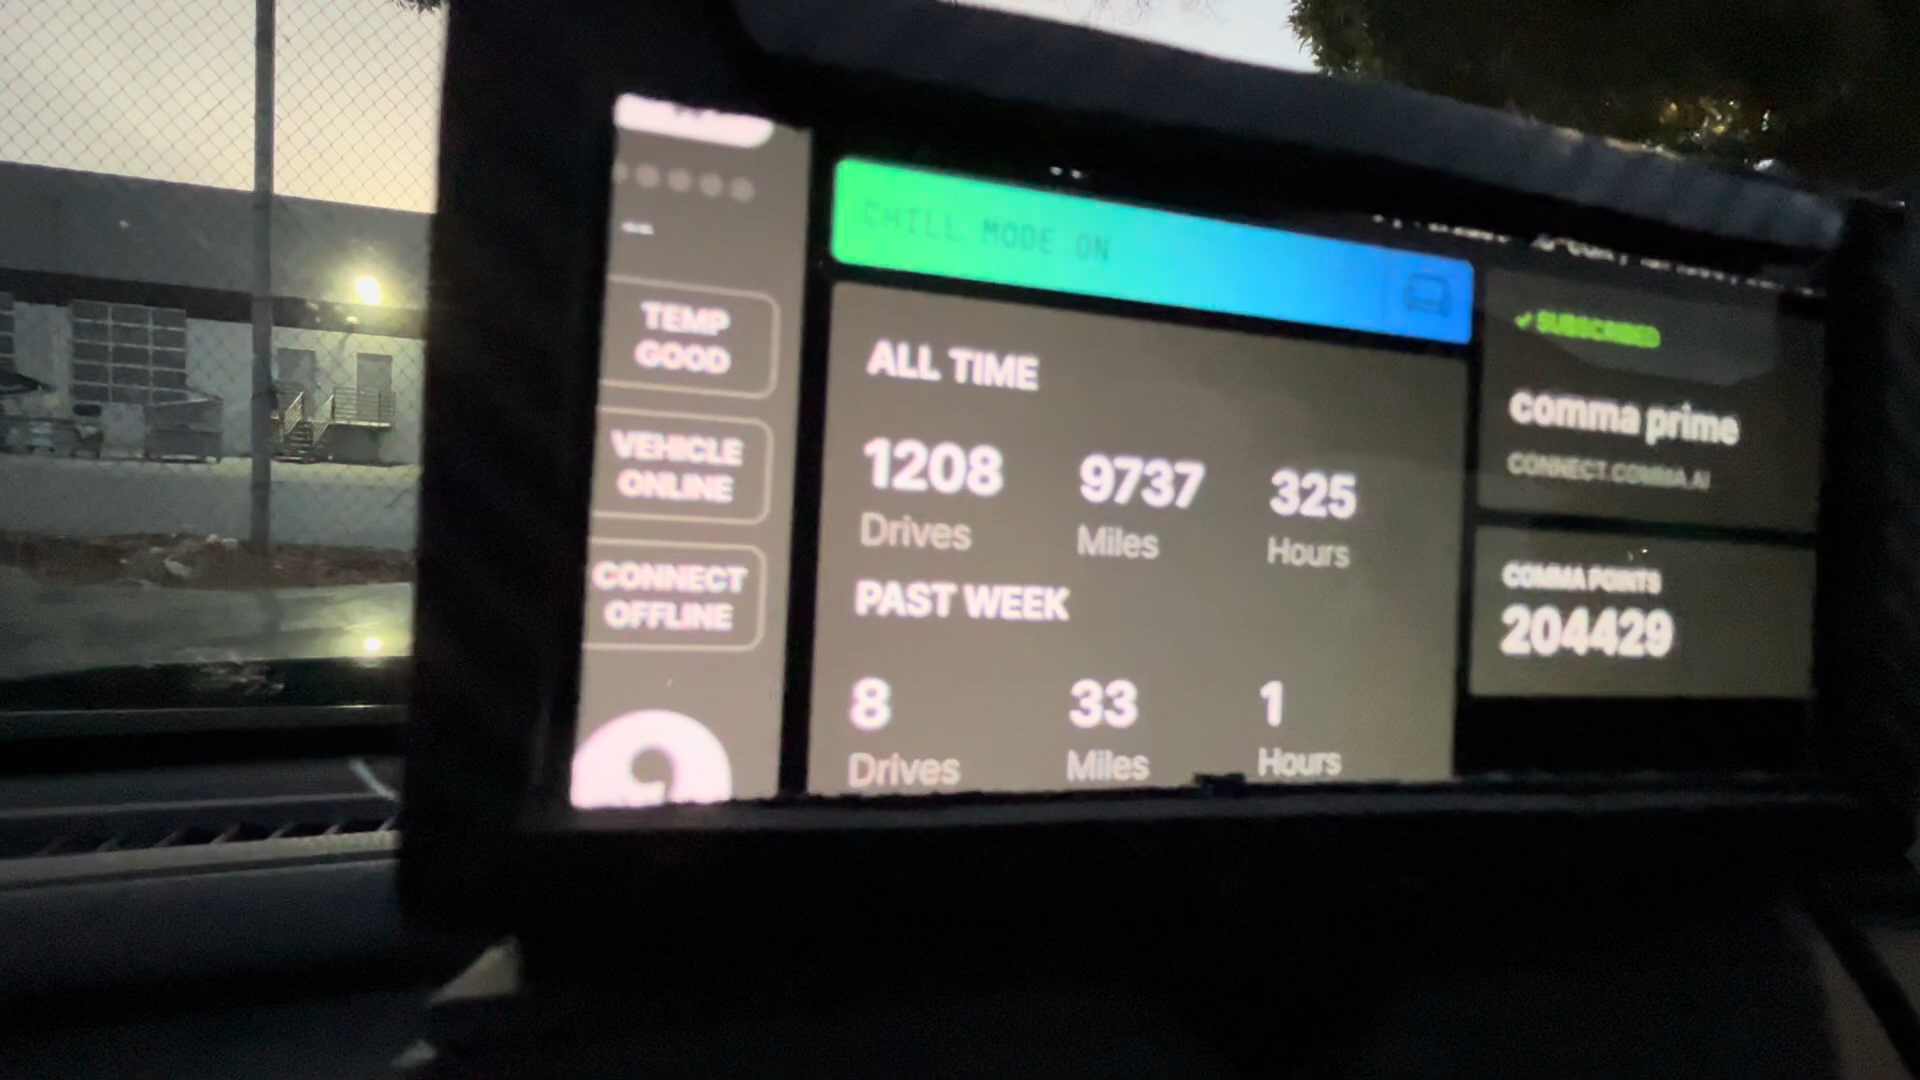 --
TEMP
GOOD
VEHICLE
ONLINE
CONNECT
OFFLINE
CHILL MODE ON
ALL TIME
1208 9737 325
Drives Miles Hours
PAST WEEK
8 33 1
Drives Miles Hours
SUBSCRIBED
comma prime
CONNECT.COMMA.AI
COMMA POINTS
204429